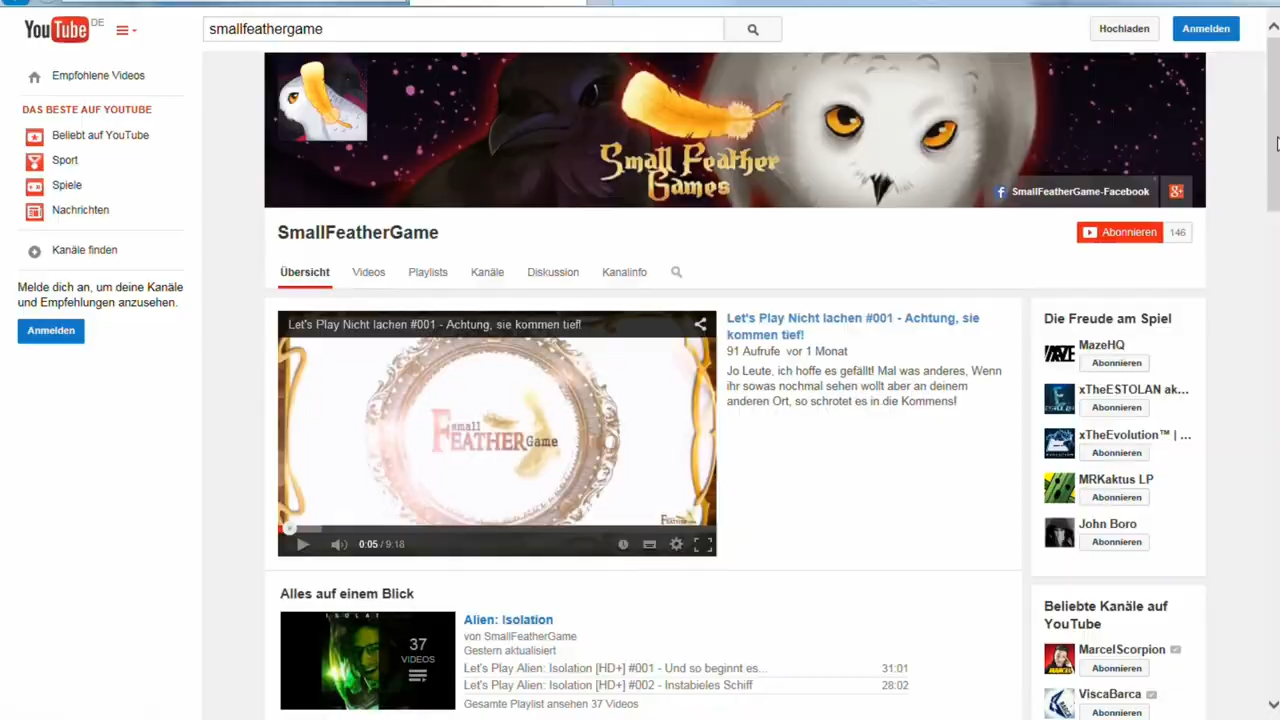 YouTube DE
smallfeathergame
Hochladen
Anmelden
Empfohlene Videos
DAS BESTE AUF YOUTUBE
Beliebt auf YouTube
Sport
Spiele
Nachrichten
Kanäle finden
Melde dich an, um deine Kanäle
und Empfehlungen anzusehen.
Anmelden
Small Feather
Games
SmallFeatherGame-Facebook
SmallFeatherGame
Abonnieren
146
Übersicht
Videos
Playlists
Kanäle
Diskussion
Kanalinfo
Let's Play Nicht lachen #001 - Achtung, sie kommen tief!
small
FEATHER Game
FEATHER
0:05 / 9:18
Let's Play Nicht lachen #001 - Achtung, sie
kommen tief!
91 Aufrufe vor 1 Monat
Jo Leute, ich hoffe es gefällt! Mal was anderes, Wenn
ihr sowas nochmal sehen wollt aber an deinem
anderen Ort, so schrotet es in die Kommens!
Alles auf einem Blick
37
VIDEOS
Alien: Isolation
von SmallFeatherGame
Gestern aktualisiert
Let's Play Alien: Isolation [HD+] #001 - Und so beginnt es... 31:01
Let's Play Alien: Isolation [HD+] #002 - Instabieles Schiff 28:02
Gesamte Playlist ansehen 37 Videos
Die Freude am Spiel
MazeHQ
Abonnieren
xTheESTOLAN ak...
Abonnieren
xTheEvolution™ | ...
Abonnieren
MRKaktus LP
Abonnieren
John Boro
Abonnieren
Beliebte Kanäle auf
YouTube
MarcelScorpion
Abonnieren
ViscaBarca
Abonnieren